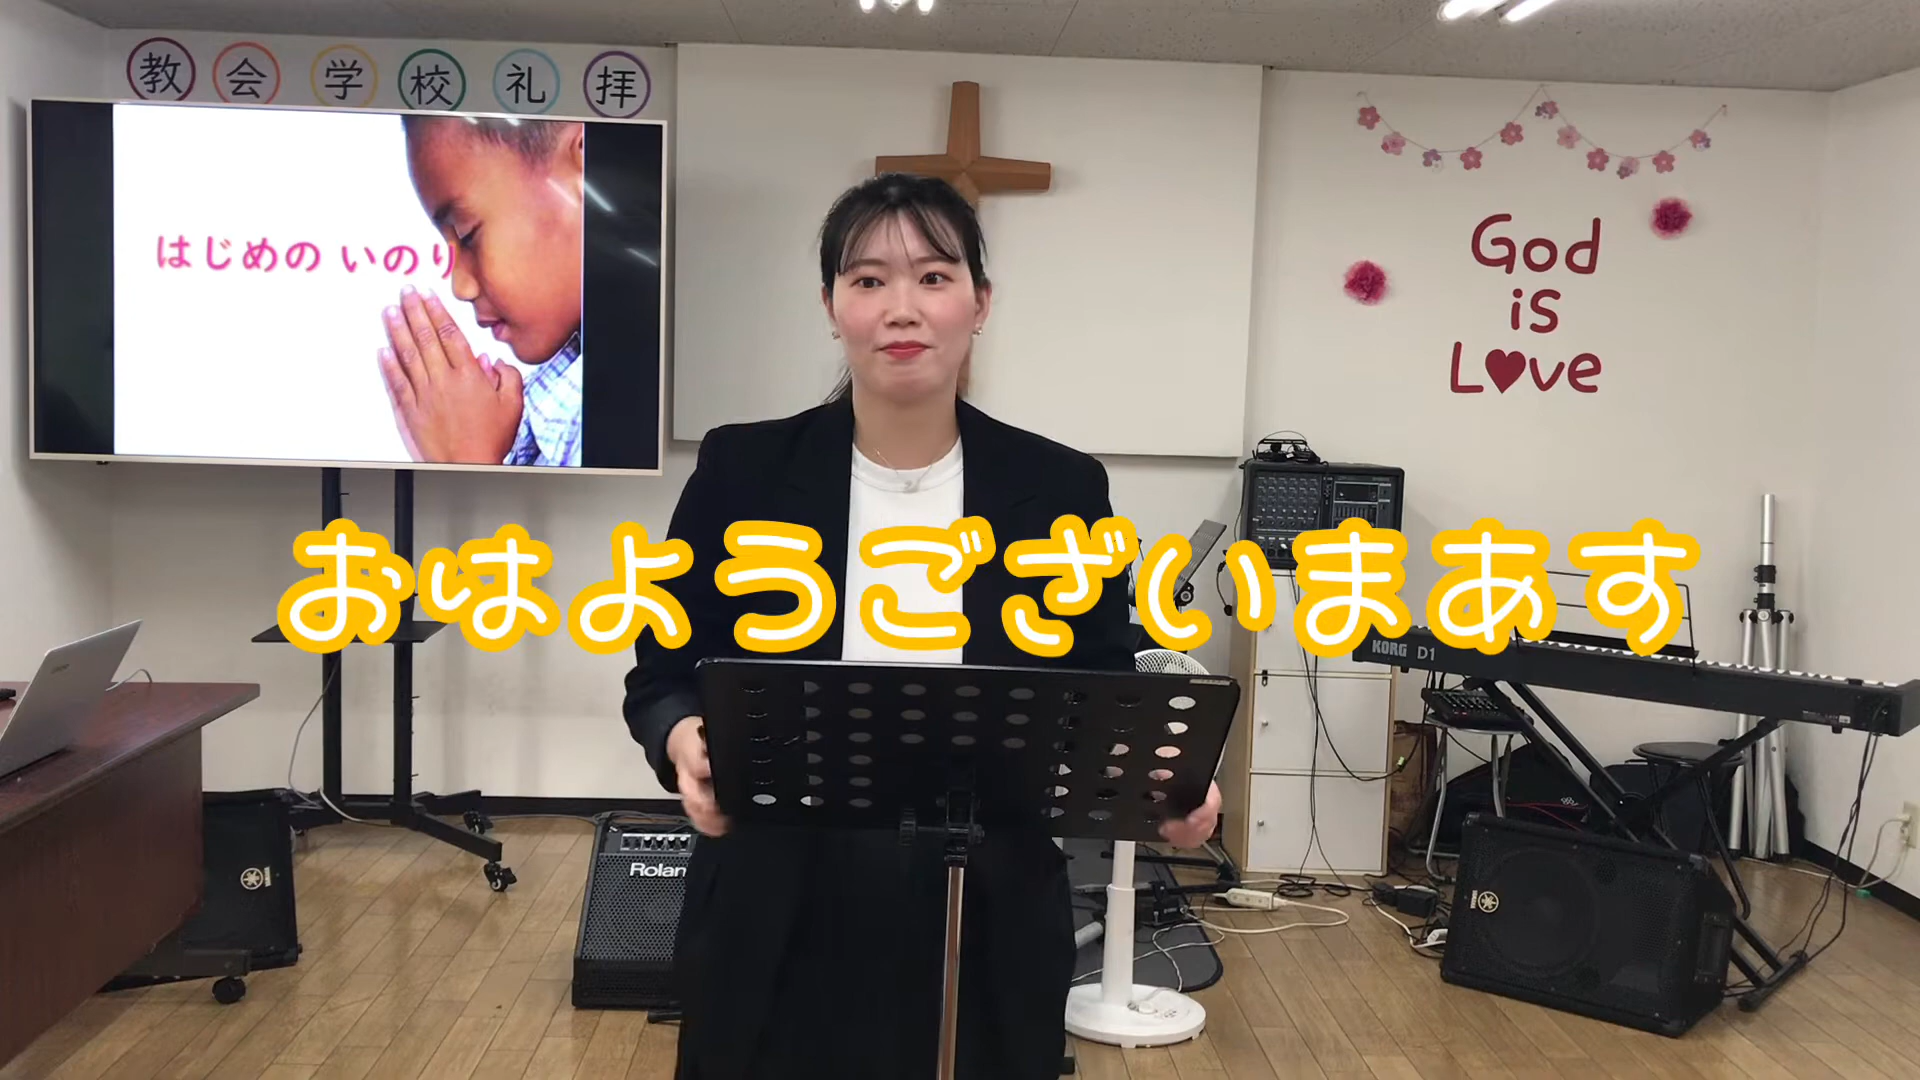 教会学校礼拝
はじめの いのり
God
is
Love
おはようございまあす
KORG D1
Roland
YAMAHA